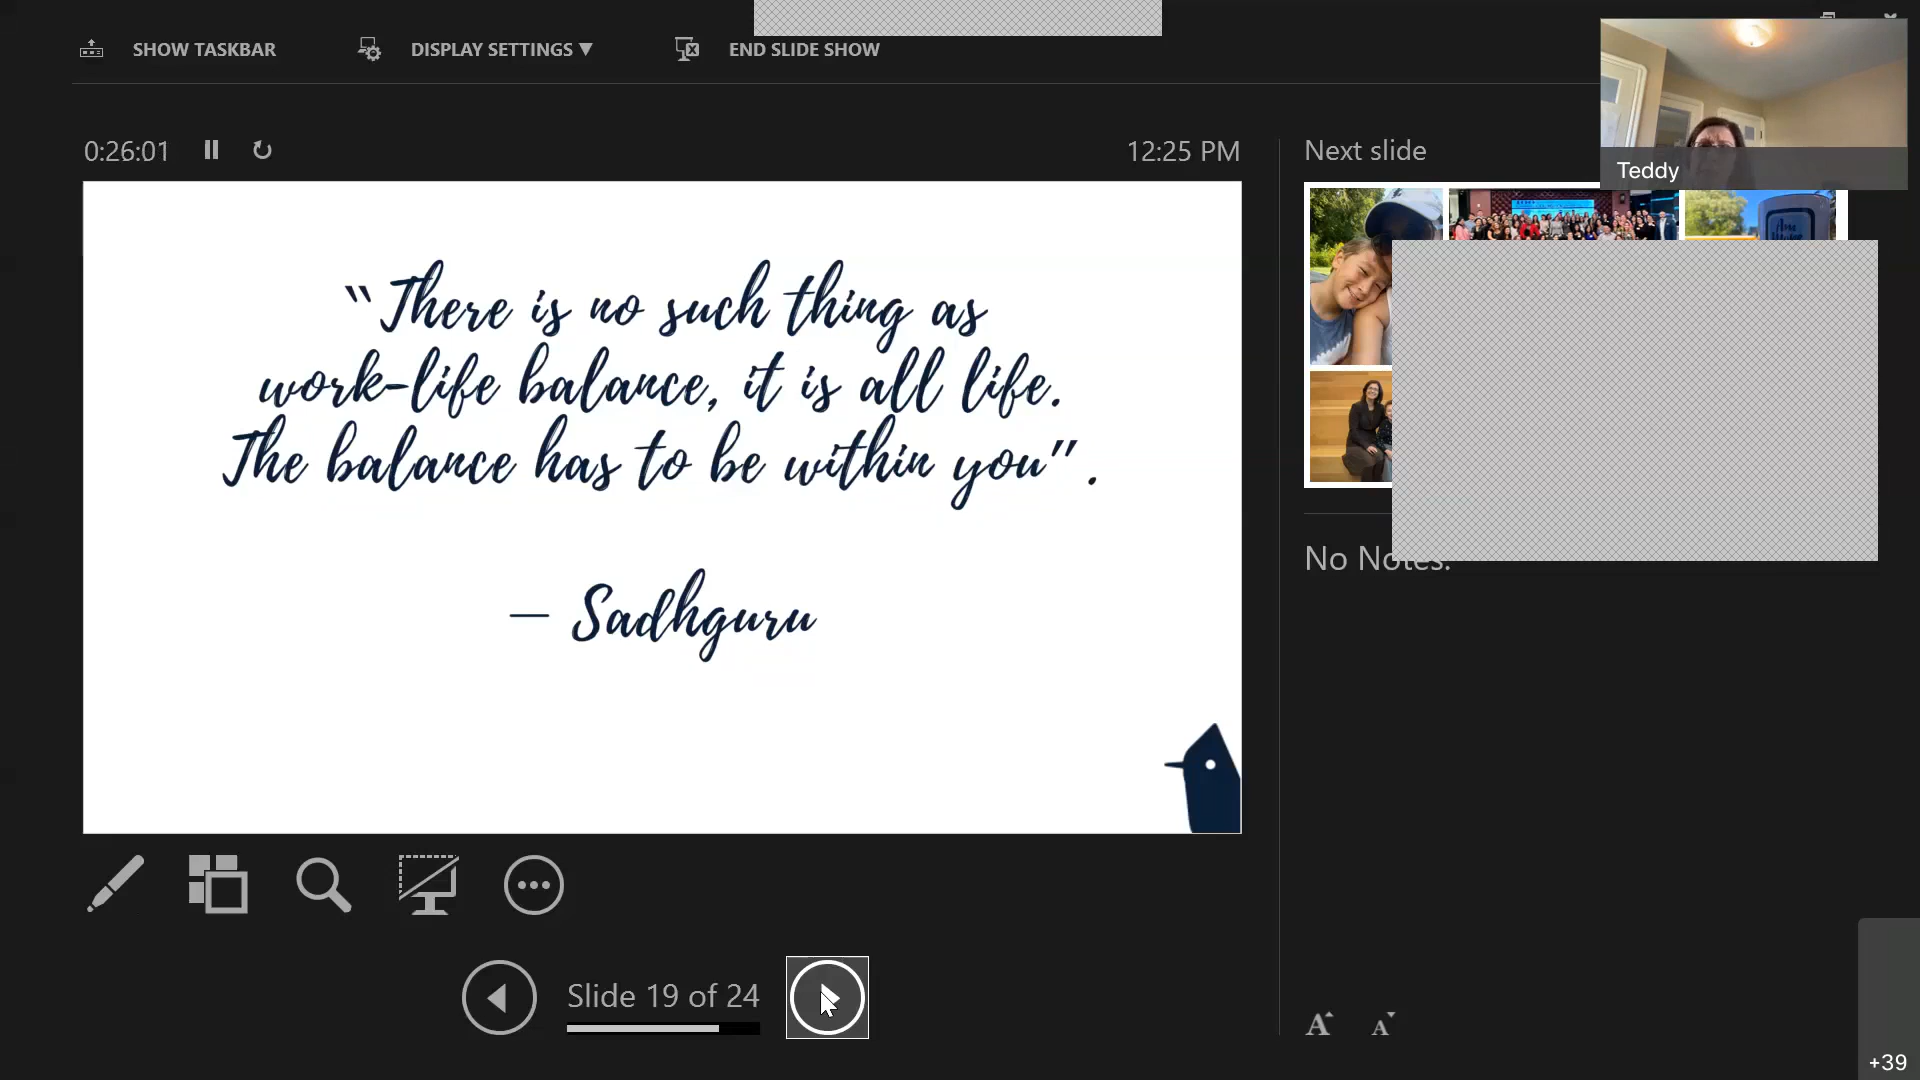 SHOW TASKBAR
DISPLAY SETTINGS ▼
END SLIDE SHOW
0:26:01
12:25 PM
“There is no such thing as
work-life balance, it is all life.
The balance has to be within you”.
— Sadhguru
Slide 19 of 24
Next slide
Teddy
No Notes.
A
A
+39